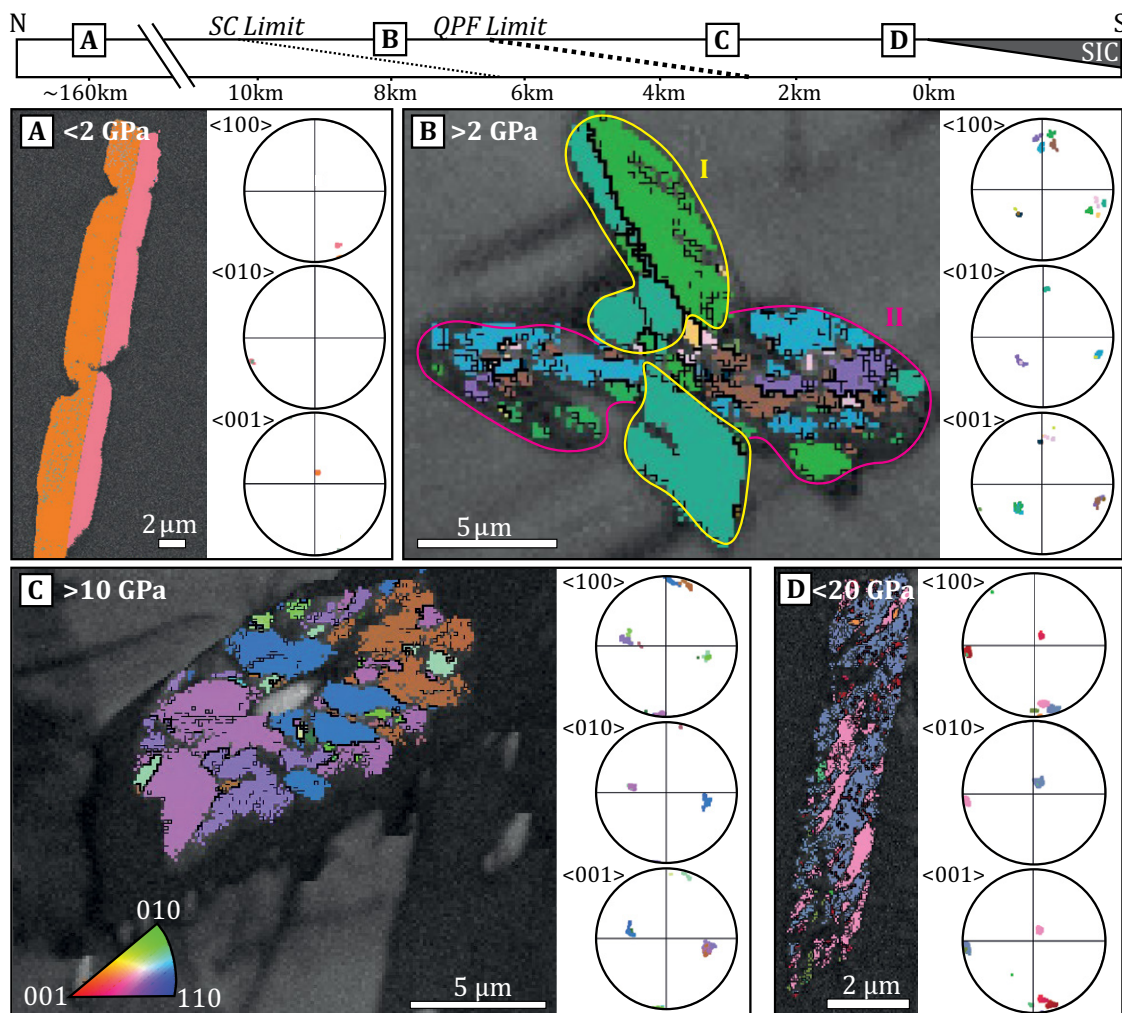 N SC Limit QPF Limit S
A B C D SIC
~160km 10km 8km 6km 4km 2km 0km
A <2 GPa
<100>
<010>
<001>
2 µm
B >2 GPa
I
II
5 µm
<100>
<010>
<001>
C >10 GPa
010
001 110
5 µm
<100>
<010>
<001>
D <20 GPa
2 µm
<100>
<010>
<001>